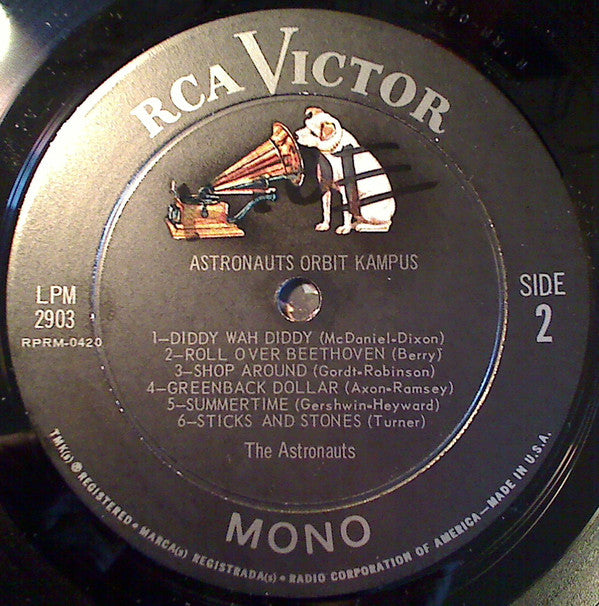 RCA VICTOR
ASTRONAUTS ORBIT KAMPUS
LPM
2903
RPRM-0420
SIDE
2
1–DIDDY WAH DIDDY (McDaniel-Dixon)
2–ROLL OVER BEETHOVEN (Berry)
3–SHOP AROUND (Gordt-Robinson)
4–GREENBACK DOLLAR (Axon-Ramsey)
5–SUMMERTIME (Gershwin-Heyward)
6–STICKS AND STONES (Turner)
The Astronauts
MONO
TMK(s) ® REGISTERED • MARCA(s) REGISTRADA(s) • RADIO CORPORATION OF AMERICA—MADE IN U.S.A.